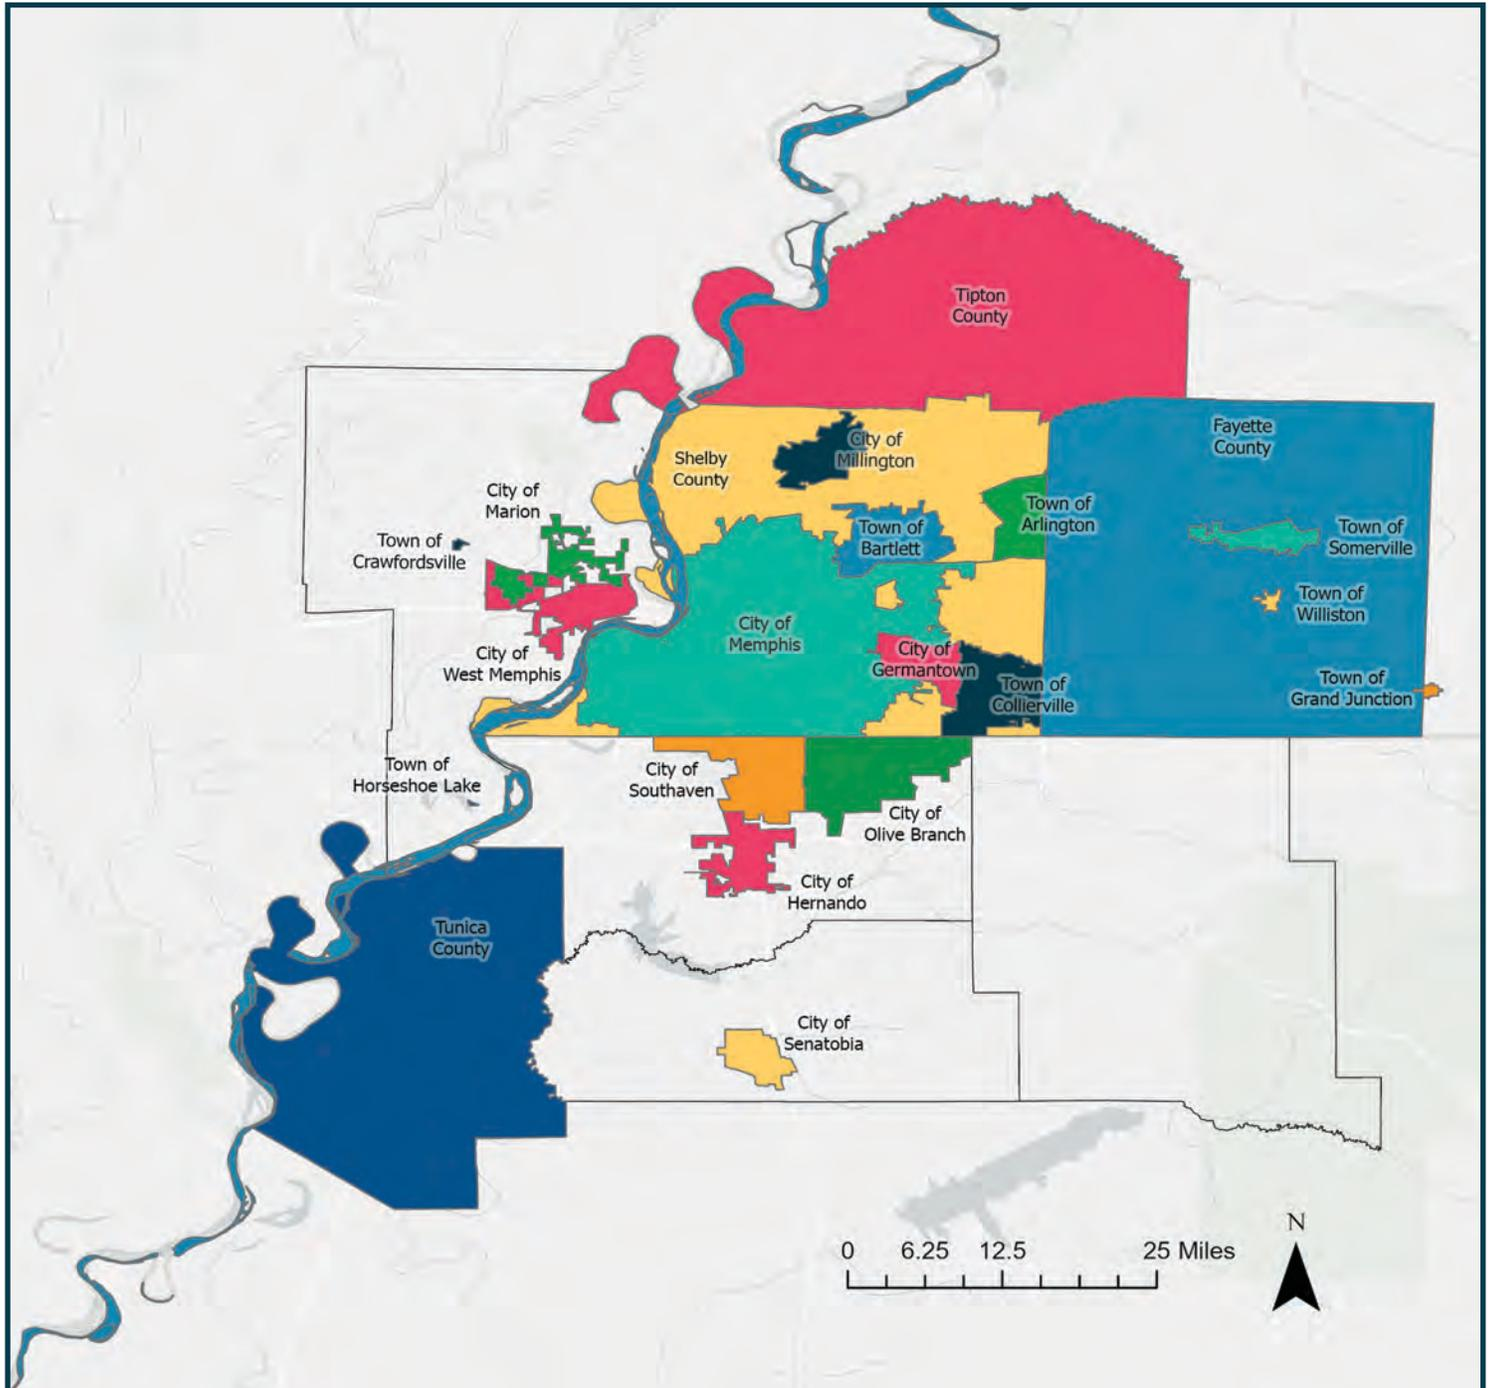 Tipton
County
Fayette
County
City of
Millington
Shelby
County
City of
Marion
Town of
Arlington
Town of
Bartlett
Town of
Somerville
Town of
Crawfordsville
Town of
Williston
City of
Memphis
City of
Germantown
City of
West Memphis
Town of
Collierville
Town of
Grand Junction
Town of
Horseshoe Lake
City of
Southaven
City of
Olive Branch
City of
Hernando
Tunica
County
City of
Senatobia
N
0 6.25 12.5 25 Miles